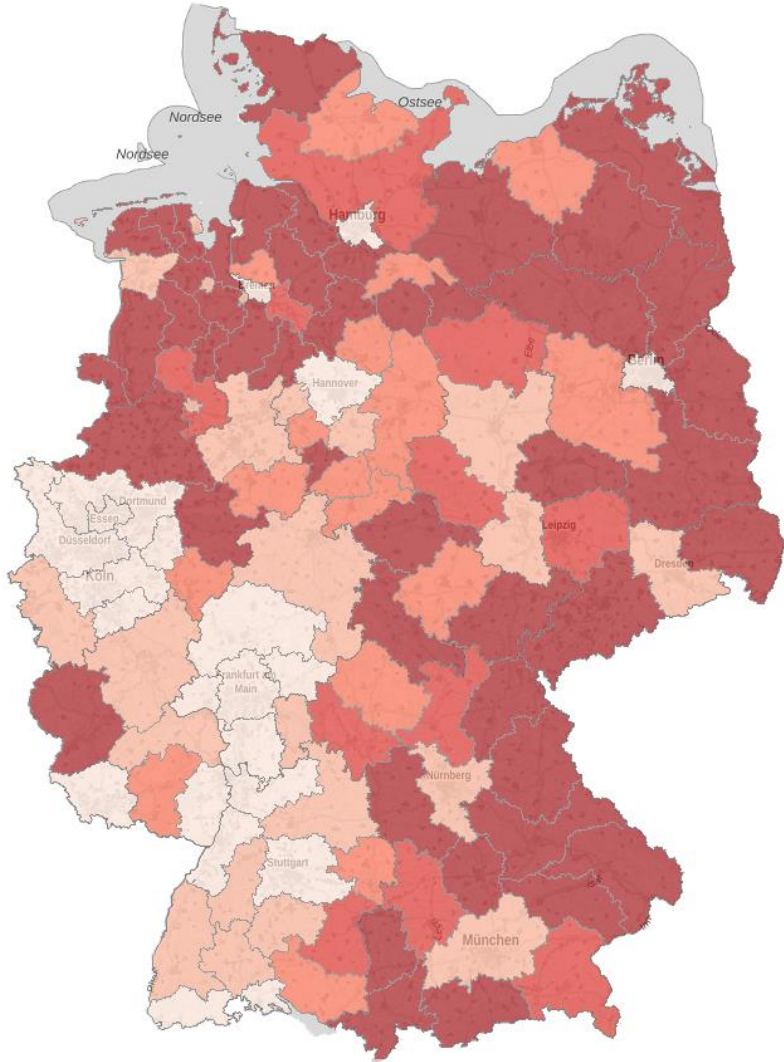 Ostsee
Nordsee
Nordsee
Hamburg
Bremen
Elbe
Berlin
Hannover
Dortmund
Essen
Düsseldorf
Köln
Leipzig
Dresden
Frankfurt am
Main
Nürnberg
Stuttgart
München